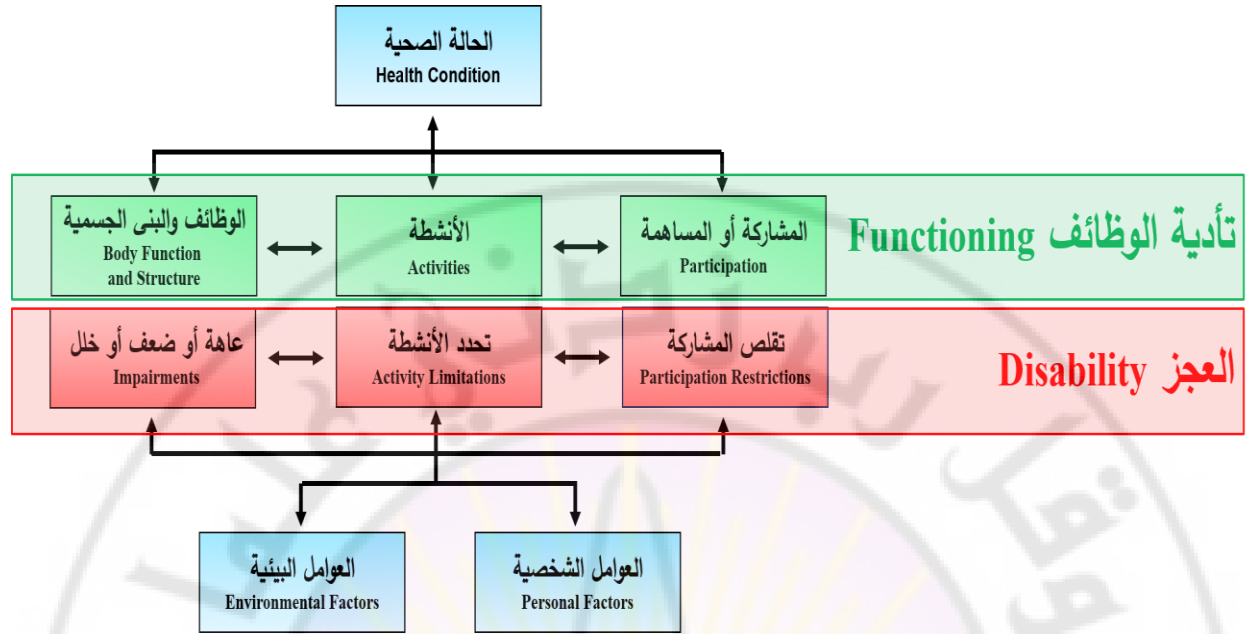 الحالة الصحية
Health Condition
الوظائف والبنى الجسمية
Body Function
and Structure
الأنشطة
Activities
المشاركة أو المساهمة
Participation
تأدية الوظائف Functioning
عاهة أو ضعف أو خلل
Impairments
تحدد الأنشطة
Activity Limitations
تقلص المشاركة
Participation Restrictions
العجز Disability
العوامل البيئية
Environmental Factors
العوامل الشخصية
Personal Factors